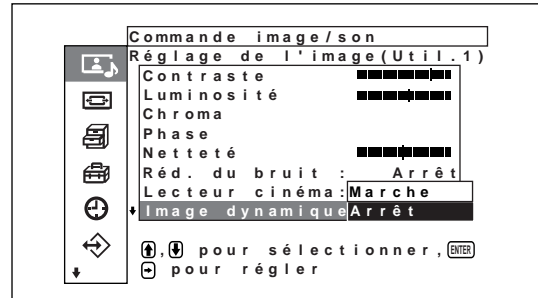 Commande image/son
Réglage de l'image(Util.1)
Contraste
Luminosité
Chroma
Phase
Netteté
Réd. du bruit : Arrêt
Lecteur cinéma:Marche
Image dynamique Arrêt
, pour sélectionner, ENTER
pour régler